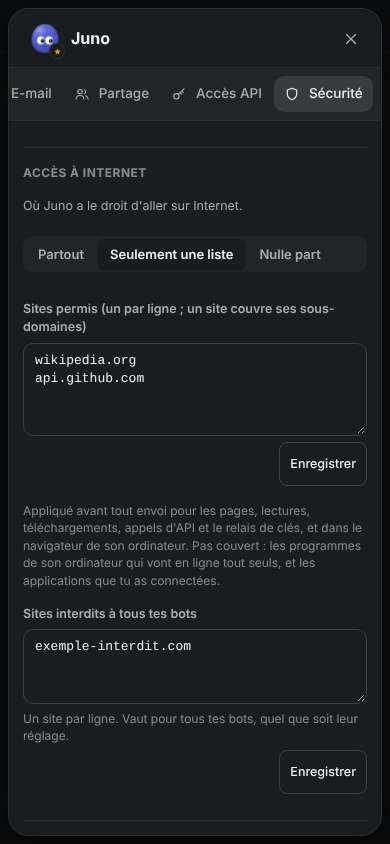 Juno
E-mail
Partage
Accès API
Sécurité
ACCÈS À INTERNET
Où Juno a le droit d'aller sur Internet.
Partout
Seulement une liste
Nulle part
Sites permis (un par ligne ; un site couvre ses sous-
domaines)
wikipedia.org
api.github.com
Enregistrer
Appliqué avant tout envoi pour les pages, lectures,
téléchargements, appels d'API et le relais de clés, et dans le
navigateur de son ordinateur. Pas couvert : les programmes
de son ordinateur qui vont en ligne tout seuls, et les
applications que tu as connectées.
Sites interdits à tous tes bots
exemple-interdit.com
Un site par ligne. Vaut pour tous tes bots, quel que soit leur
réglage.
Enregistrer